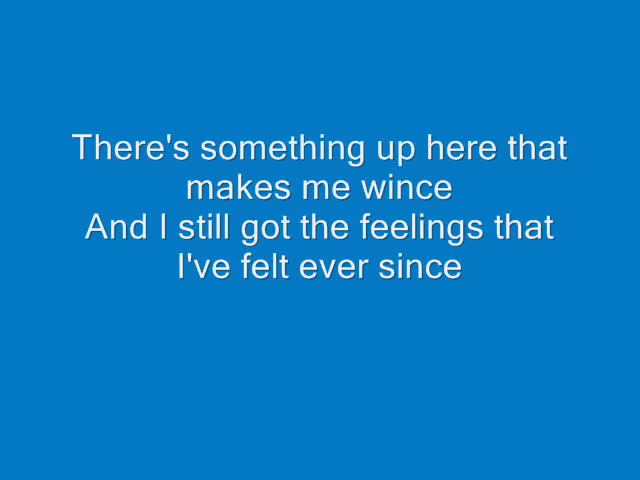 There's something up here that
makes me wince
And I still got the feelings that
I've felt ever since